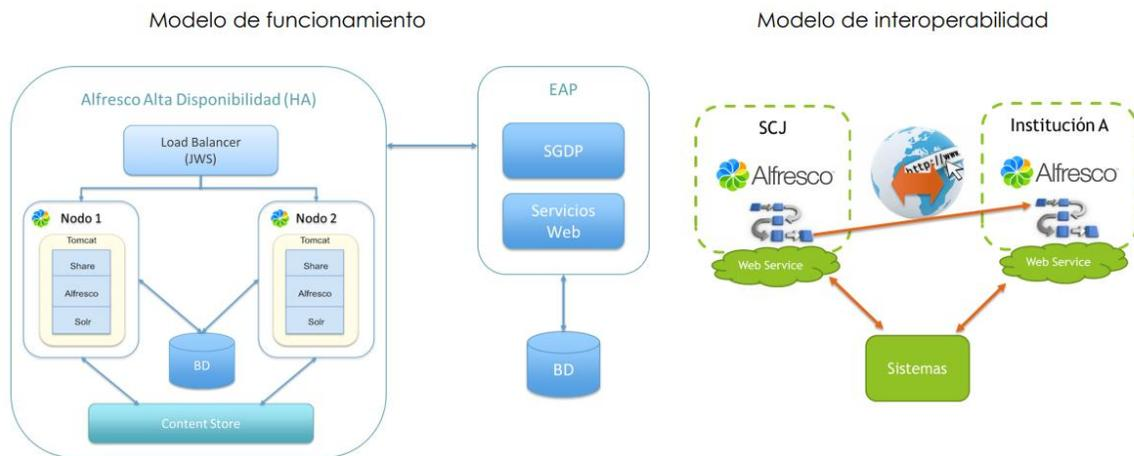 Modelo de funcionamiento
Alfresco Alta Disponibilidad (HA)
Load Balancer
(JWS)
Nodo 1
Tomcat
Share
Alfresco
Solr
Nodo 2
Tomcat
Share
Alfresco
Solr
BD
Content Store
EAP
SGDP
Servicios
Web
BD
Modelo de interoperabilidad
SCJ
Alfresco
Web Service
http://www.
Institución A
Alfresco
Web Service
Sistemas